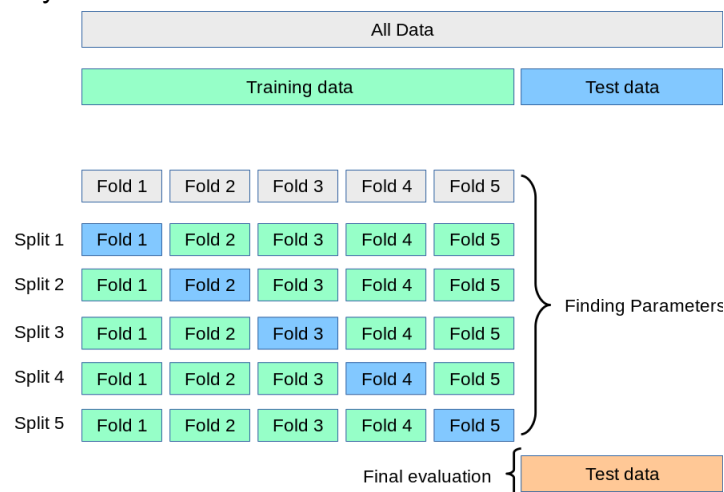 All Data
Training data Test data
Fold 1 Fold 2 Fold 3 Fold 4 Fold 5
Split 1 Fold 1 Fold 2 Fold 3 Fold 4 Fold 5
Split 2 Fold 1 Fold 2 Fold 3 Fold 4 Fold 5
Finding Parameters
Split 3 Fold 1 Fold 2 Fold 3 Fold 4 Fold 5
Split 4 Fold 1 Fold 2 Fold 3 Fold 4 Fold 5
Split 5 Fold 1 Fold 2 Fold 3 Fold 4 Fold 5
Final evaluation Test data